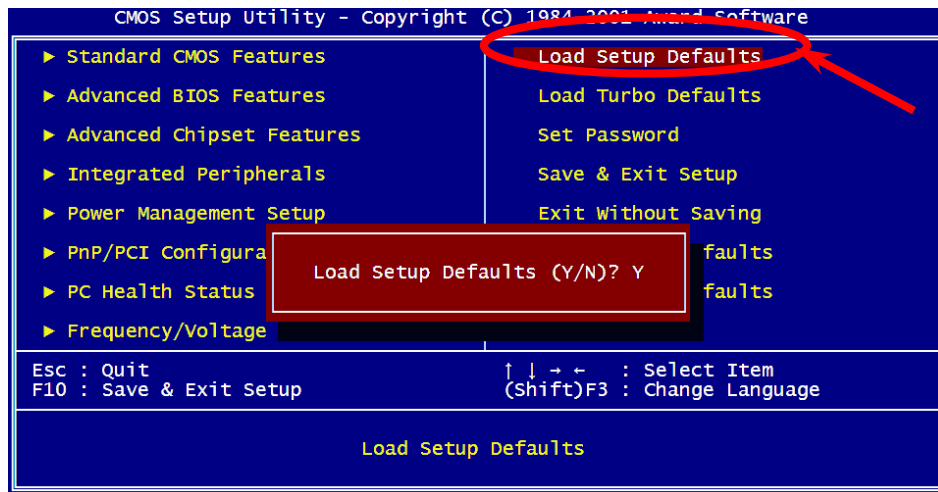 CMOS Setup Utility - Copyright (C) 1984-2001 Award Software
► Standard CMOS Features
► Advanced BIOS Features
► Advanced Chipset Features
► Integrated Peripherals
► Power Management Setup
► PnP/PCI Configura
► PC Health Status
► Frequency/Voltage
Load Setup Defaults
Load Turbo Defaults
Set Password
Save & Exit Setup
Exit Without Saving
faults
faults
Load Setup Defaults (Y/N)? Y
Esc : Quit
F10 : Save & Exit Setup
↑ ↓ → ← : Select Item
(Shift)F3 : Change Language
Load Setup Defaults